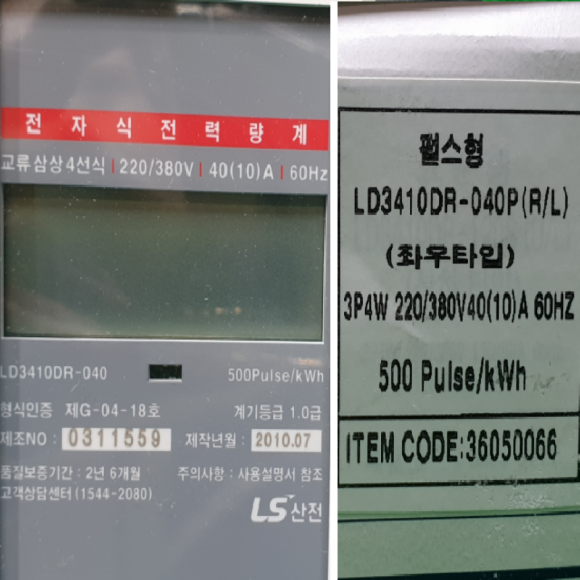 전자식전력량계
교류삼상4선식 | 220/380V | 40(10)A | 60Hz
LD3410DR-040 500Pulse/kWh
형식인증 제G-04-18호 계기등급 1.0급
제조NO : 0311559 제작년월 : 2010.07
품질보증기간 : 2년 6개월 주의사항 : 사용설명서 참조
고객상담센터 (1544-2080)
LS산전
펄스형
LD3410DR-040P(R/L)
(좌우타입)
3P4W 220/380V40(10)A 60HZ
500 Pulse/kWh
ITEM CODE:36050066